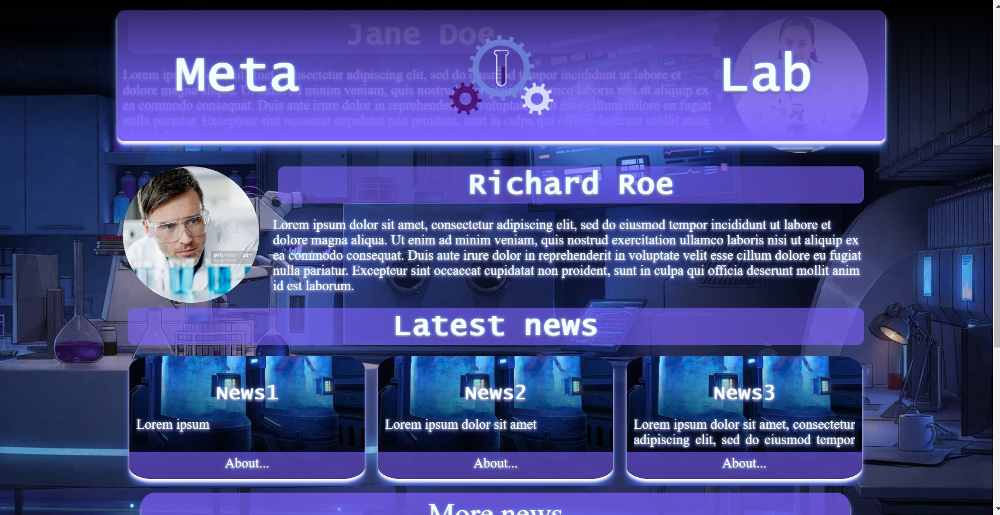 Jane Doe
Meta
Lab
Lorem ips it amet, consectetur adipiscing elit, sed do eiusmod tempor incididunt ut labore et
dolore magna aliqua. Ut enim ad minim veniam, quis nostrud ullamco laboris nisi ut aliquip ex
ea commodo consequat. Duis aute irure dolor in reprehenderit in voluptate velit esse cillum dolore eu fugiat
nulla pariatur. Excepteur sint occaecat cupidatat non proident, sunt in culpa qui officia deserunt mollit anim
id est laborum.
Richard Roe
gettyimages
Lorem ipsum dolor sit amet, consectetur adipiscing elit, sed do eiusmod tempor incididunt ut labore et
dolore magna aliqua. Ut enim ad minim veniam, quis nostrud exercitation ullamco laboris nisi ut aliquip ex
ea commodo consequat. Duis aute irure dolor in reprehenderit in voluptate velit esse cillum dolore eu fugiat
nulla pariatur. Excepteur sint occaecat cupidatat non proident, sunt in culpa qui officia deserunt mollit anim
id est laborum.
Latest news
News1
Lorem ipsum
About...
News2
Lorem ipsum dolor sit amet
About...
News3
Lorem ipsum dolor sit amet, consectetur
adipiscing elit, sed do eiusmod tempor
About...
More news